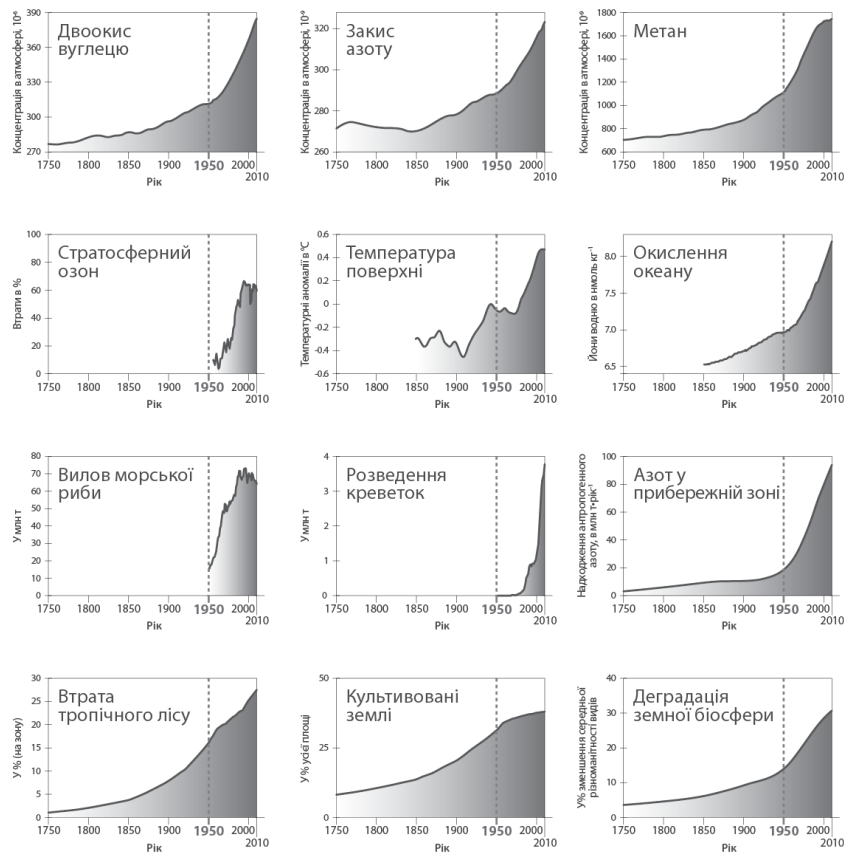 Концентрація в атмосфері, 10⁻⁶
390
360
330
300
270
Двоокис
вуглецю
1750 1800 1850 1900 1950 2000
2010
Рік
Концентрація в атмосфері, 10⁻⁹
320
300
280
260
Закис
азоту
1750 1800 1850 1900 1950 2000
2010
Рік
Концентрація в атмосфері, 10⁻⁹
1800
1600
1400
1200
1000
800
600
Метан
1750 1800 1850 1900 1950 2000
2010
Рік
Втрати в %
100
80
60
40
20
0
Стратосферний
озон
1750 1800 1850 1900 1950 2000
2010
Рік
Температурні аномалії в °C
0.6
0.4
0.2
0
-0.2
-0.4
-0.6
Температура
поверхні
1750 1800 1850 1900 1950 2000
2010
Рік
Йони водню в нмоль кг⁻¹
8.0
7.5
7.0
6.5
Окислення
океану
1750 1800 1850 1900 1950 2000
2010
Рік
У млн т
80
70
60
50
40
30
20
10
0
Вилов морської
риби
1750 1800 1850 1900 1950 2000
2010
Рік
У млн т
4
3
2
1
0
Розведення
креветок
1750 1800 1850 1900 1950 2000
2010
Рік
Надходження антропогенного
азоту, в млн т•рік⁻¹
100
80
60
40
20
0
Азот у
прибережній зоні
1750 1800 1850 1900 1950 2000
2010
Рік
У % (на зону)
30
25
20
15
10
5
0
Втрата
тропічного лісу
1750 1800 1850 1900 1950 2000
2010
Рік
У % усієї площі
50
25
0
Культивовані
землі
1750 1800 1850 1900 1950 2000
2010
Рік
У% зменшення середньої
різноманітності видів
40
30
20
10
0
Деградація
земної біосфери
1750 1800 1850 1900 1950 2000
2010
Рік